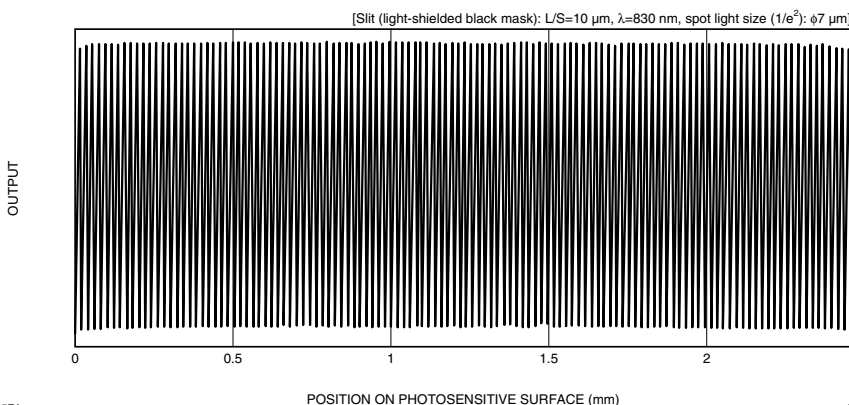 [Slit (light-shielded black mask): L/S=10 µm, λ=830 nm, spot light size (1/e²): φ7 µm]
OUTPUT
0 0.5 1 1.5 2
POSITION ON PHOTOSENSITIVE SURFACE (mm)